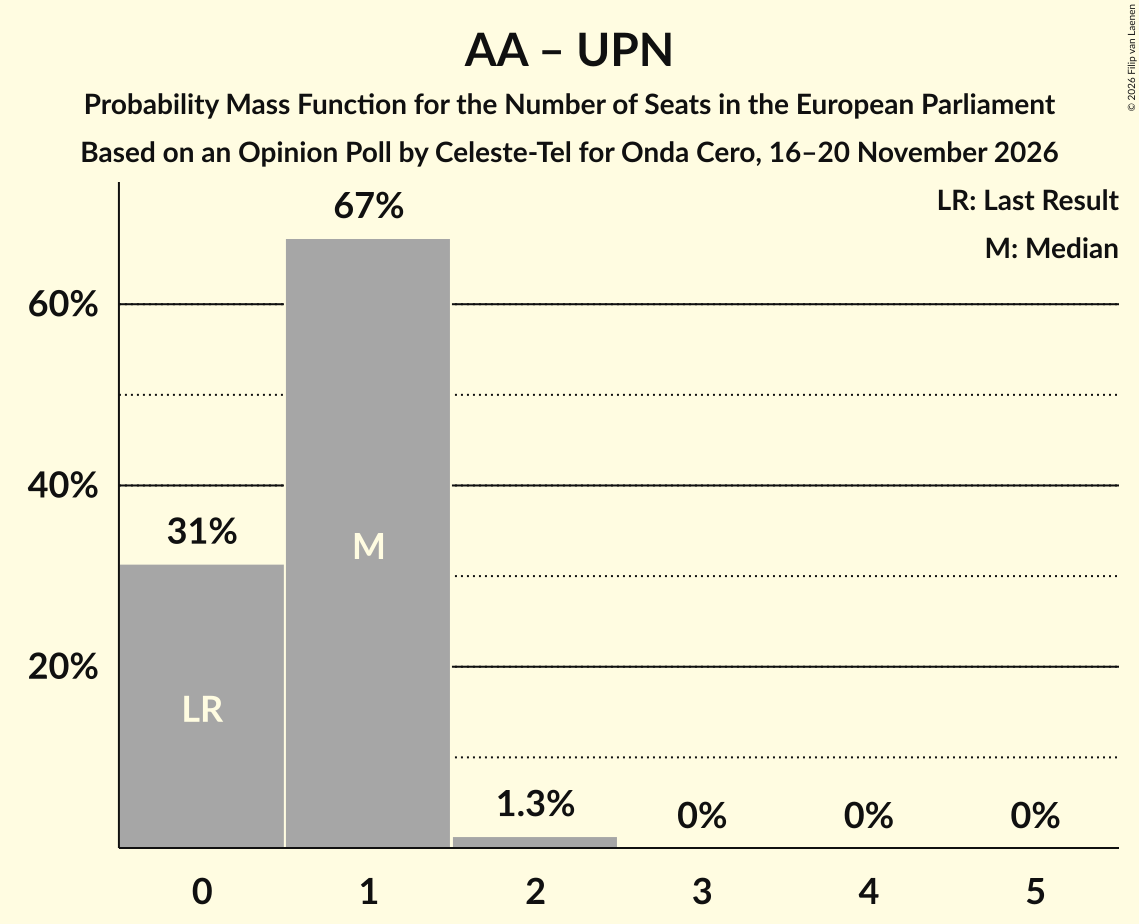 AA – UPN
Probability Mass Function for the Number of Seats in the European Parliament
Based on an Opinion Poll by Celeste-Tel for Onda Cero, 16–20 November 2026
© 2026 Filip van Laenen
LR: Last Result
M: Median
67%
60%
40%
31%
M
20%
LR
1.3%
0%
0%
0%
0
1
2
3
4
5